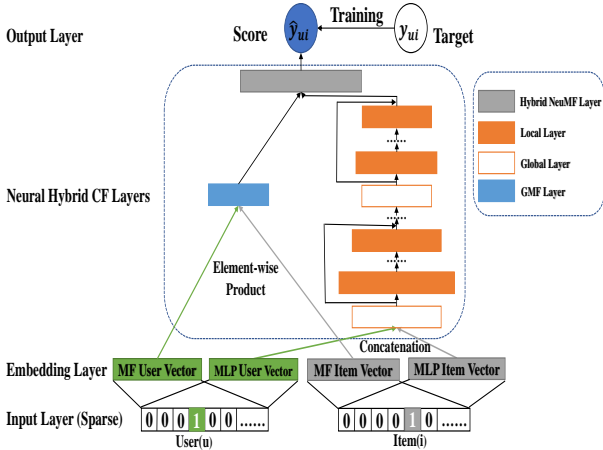 Output Layer
Score
ŷui
Training
yui
Target
Hybrid NeuMF Layer
Local Layer
Global Layer
GMF Layer
......
Neural Hybrid CF Layers
......
......
Element-wise
Product
Concatenation
Embedding Layer
MF User Vector
MLP User Vector
MF Item Vector
MLP Item Vector
Input Layer (Sparse)
0 0 0 1 0 0 ......
0 0 0 0 1 0 ......
User(u)
Item(i)